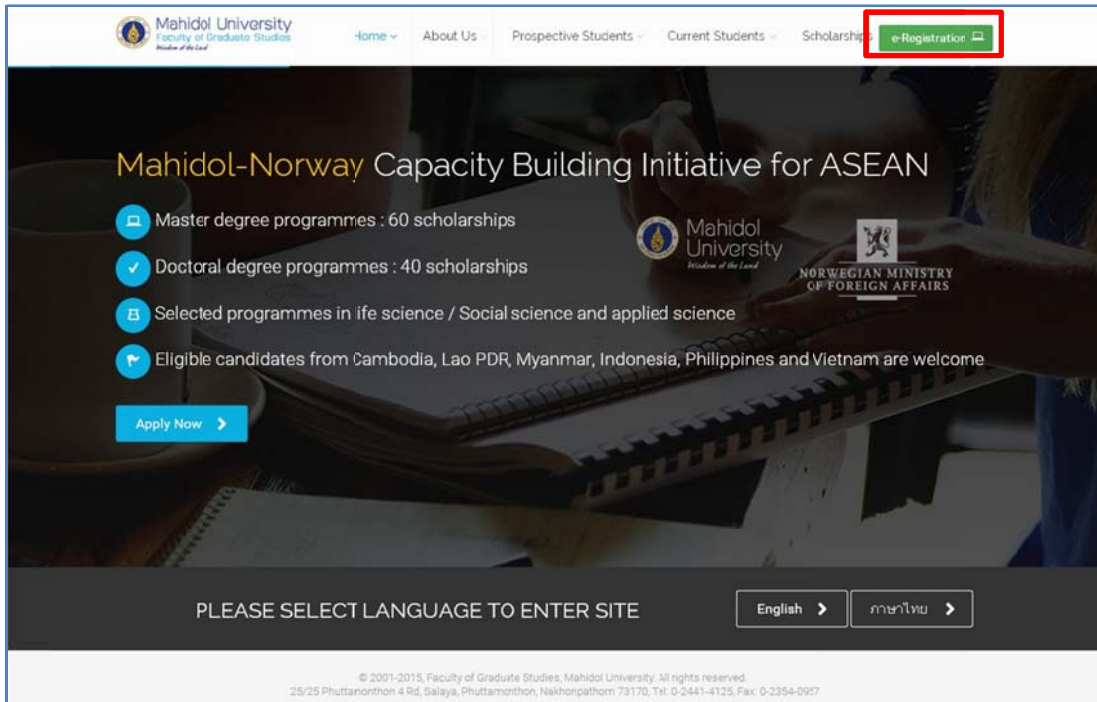 Mahidol University
Faculty of Graduate Studies
Wisdom of the Land
Home
About Us
Prospective Students
Current Students
Scholarships
e-Registration
Mahidol-Norway Capacity Building Initiative for ASEAN
Master degree programmes : 60 scholarships
Doctoral degree programmes : 40 scholarships
Selected programmes in life science / Social science and applied science
Eligible candidates from Cambodia, Lao PDR, Myanmar, Indonesia, Philippines and Vietnam are welcome
Mahidol
University
Wisdom of the Land
NORWEGIAN MINISTRY
OF FOREIGN AFFAIRS
Apply Now
PLEASE SELECT LANGUAGE TO ENTER SITE
English
ภาษาไทย
© 2001-2015, Faculty of Graduate Studies, Mahidol University. All rights reserved.
25/25 Phuttamonthon 4 Rd, Salaya, Phuttamonthon, Nakhonpathom 73170, Tel: 0-2441-4125, Fax: 0-2354-0957